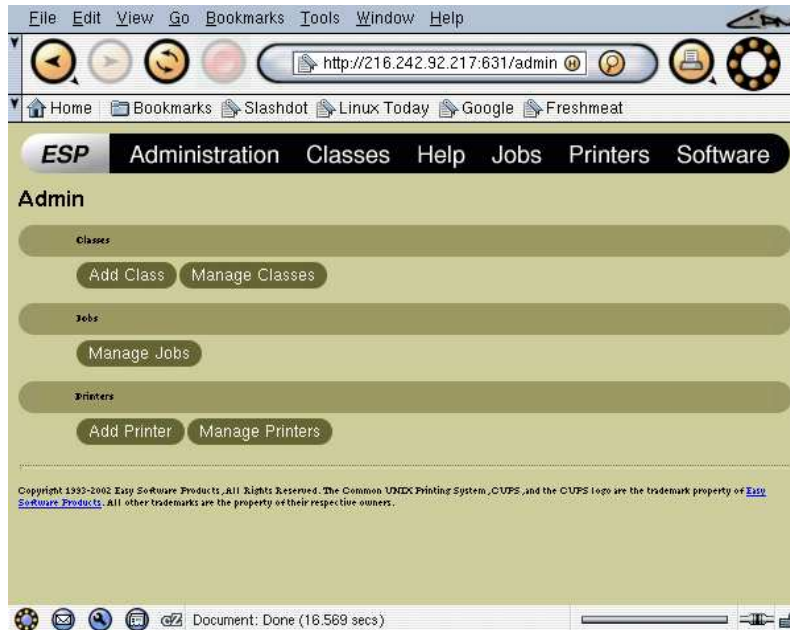 File Edit View Go Bookmarks Tools Window Help
http://216.242.92.217:631/admin
Home Bookmarks Slashdot Linux Today Google Freshmeat
ESP Administration Classes Help Jobs Printers Software
Admin
Classes
Add Class Manage Classes
Jobs
Manage Jobs
Printers
Add Printer Manage Printers
Copyright 1993-2002 Easy Software Products, All Rights Reserved. The Common UNIX Printing System, CUPS, and the CUPS logo are the trademark property of Easy
Software Products. All other trademarks are the property of their respective owners.
Document: Done (16.569 secs)